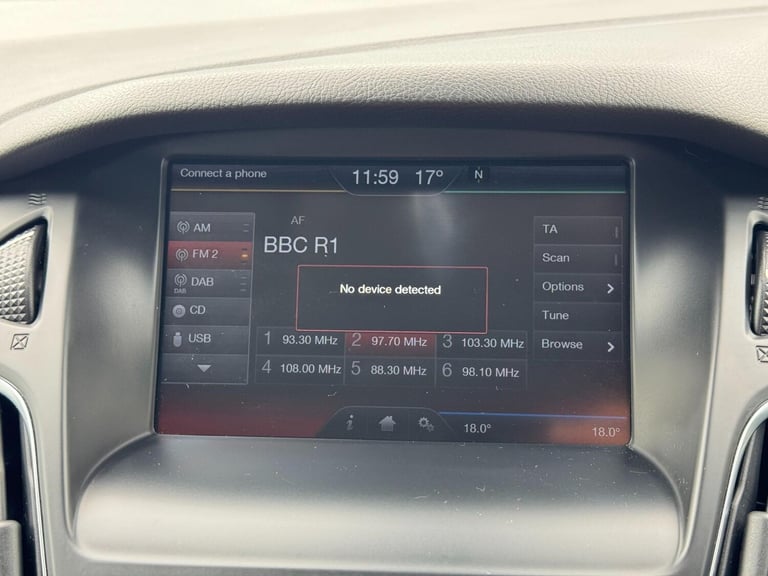 Connect a phone
11:59 17° N
AM
FM 2
DAB
DAB
CD
USB
AF
BBC R1
No device detected
1 93.30 MHz 2 97.70 MHz 3 103.30 MHz
4 108.00 MHz 5 88.30 MHz 6 98.10 MHz
TA
Scan
Options
Tune
Browse
i
18.0°
18.0°